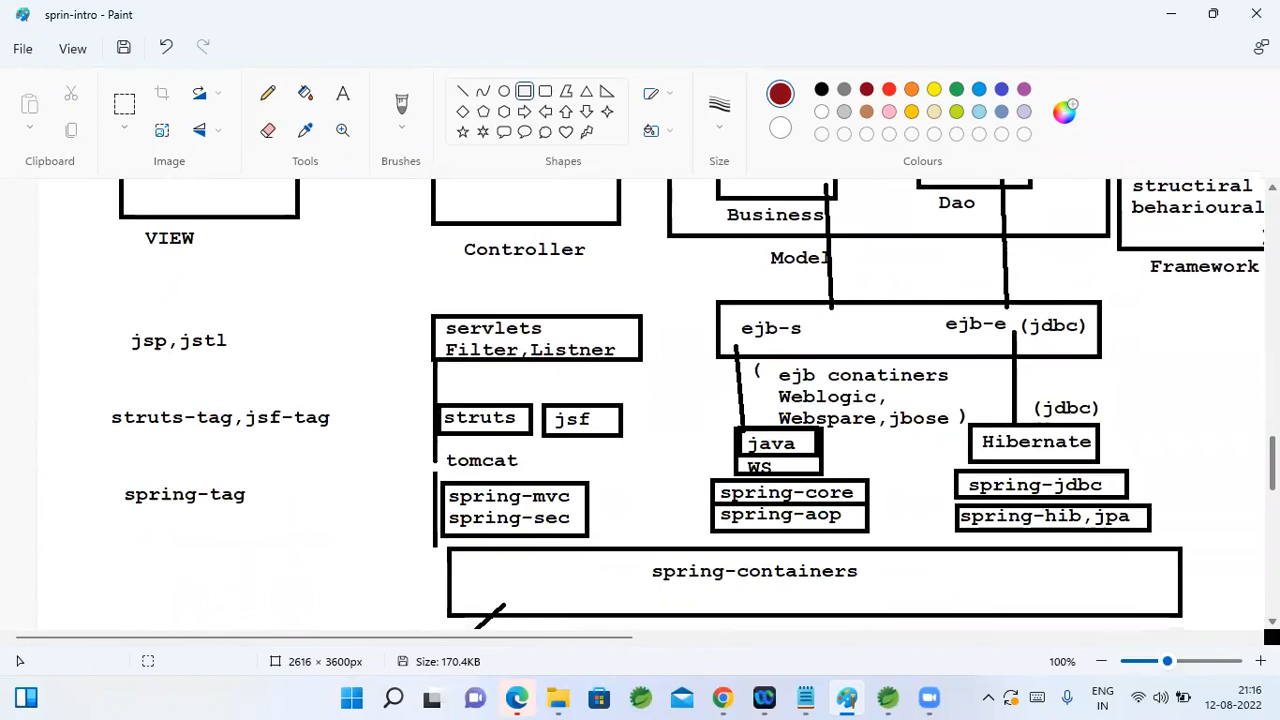 sprin-intro - Paint
File
View
Clipboard
Image
Tools
Brushes
Shapes
Size
Colours
structiral
beharioural
Business
Dao
VIEW
Controller
Model
Framework
servlets
Filter,Listner
jsp,jstl
ejb-s
ejb-e (jdbc)
( ejb conatiners
Weblogic,
Webspare,jbose )
struts-tag,jsf-tag
struts
jsf
(jdbc)
java
WS
Hibernate
tomcat
spring-tag
spring-mvc
spring-sec
spring-core
spring-aop
spring-jdbc
spring-hib,jpa
spring-containers
2616 × 3600px
Size: 170.4KB
100%
ENG
IN
21:16
12-08-2022